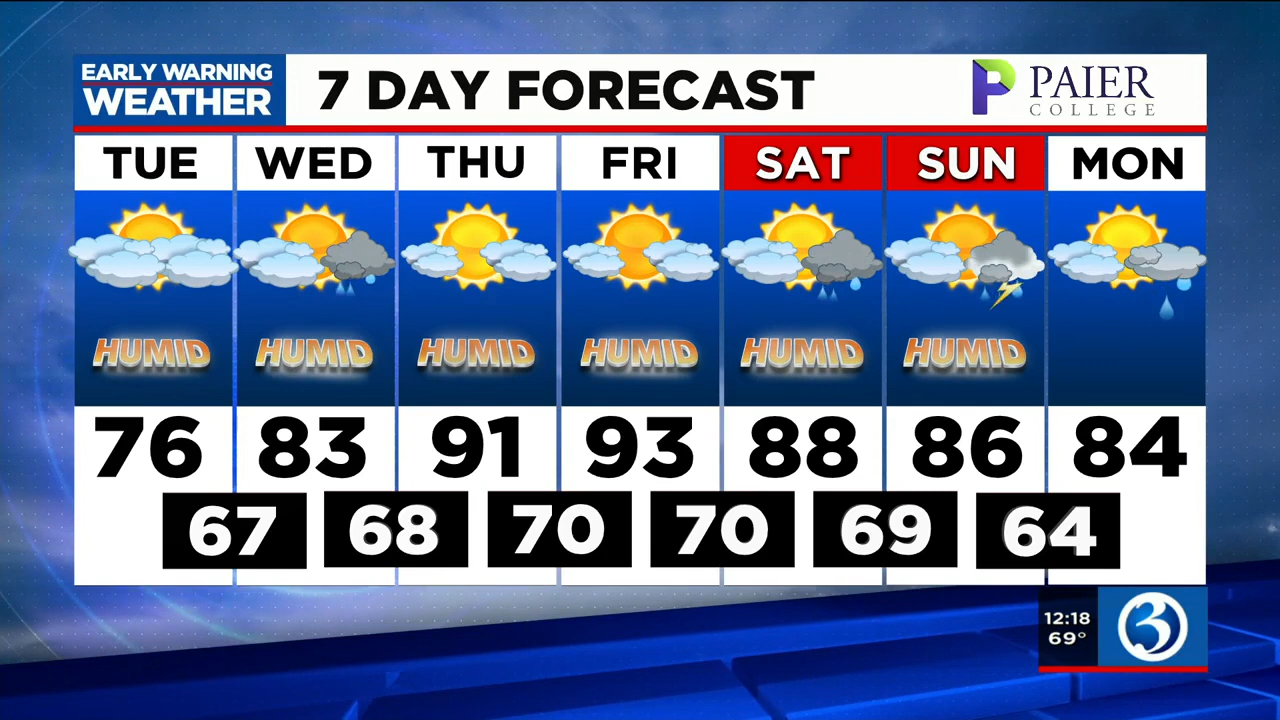 EARLY WARNING
WEATHER
7 DAY FORECAST
PAIER
COLLEGE
TUE WED THU FRI SAT SUN MON
HUMID HUMID HUMID HUMID HUMID HUMID
76 83 91 93 88 86 84
67 68 70 70 69 64
12:18
69°
3